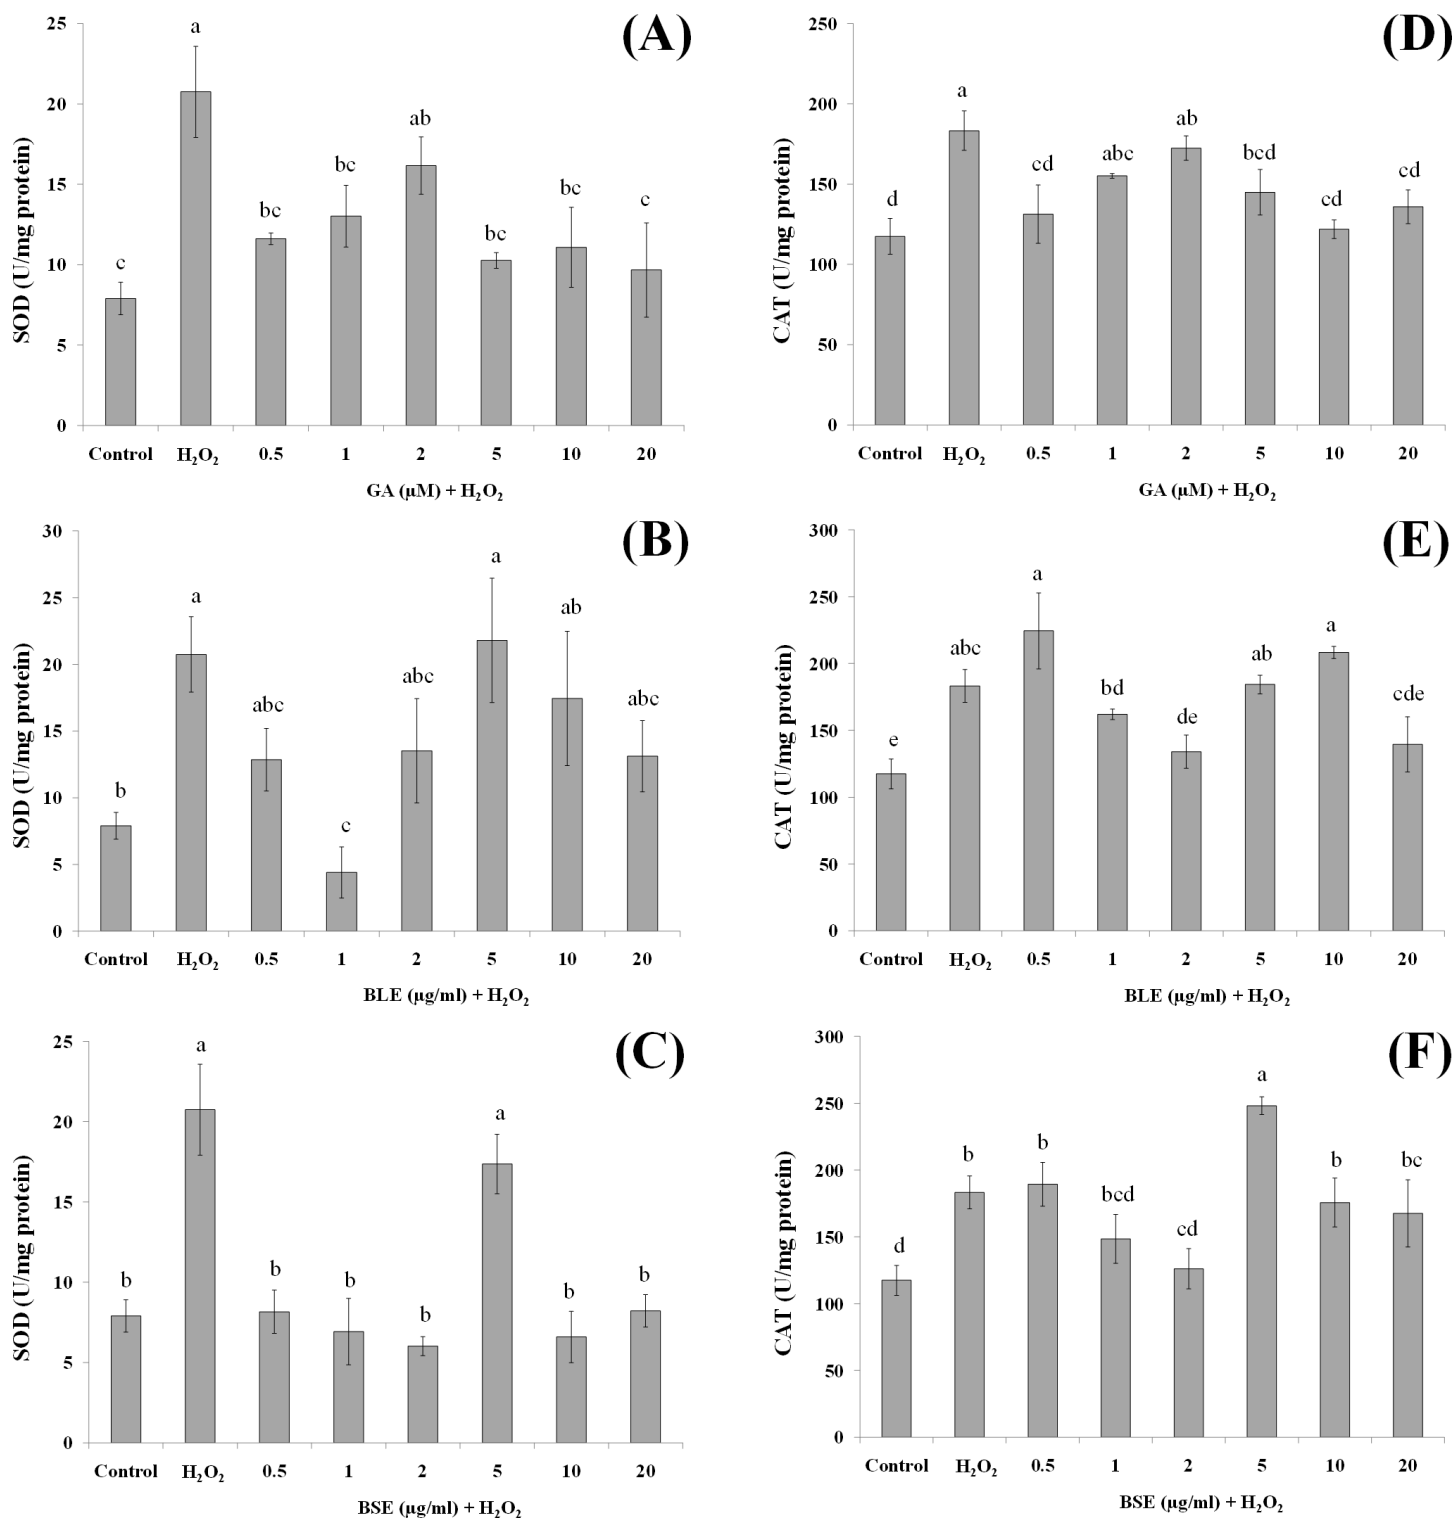 (A)
SOD (U/mg protein)
25
20
15
10
5
0
c
a
bc
bc
ab
bc
bc
c
Control H₂O₂ 0.5 1 2 5 10 20
GA (μM) + H₂O₂
(D)
CAT (U/mg protein)
250
200
150
100
50
0
d
a
cd
abc
ab
bcd
cd
cd
Control H₂O₂ 0.5 1 2 5 10 20
GA (μM) + H₂O₂
(B)
SOD (U/mg protein)
30
25
20
15
10
5
0
b
a
abc
c
abc
a
ab
abc
Control H₂O₂ 0.5 1 2 5 10 20
BLE (μg/ml) + H₂O₂
(E)
CAT (U/mg protein)
300
250
200
150
100
50
0
e
abc
a
bd
de
ab
a
cde
Control H₂O₂ 0.5 1 2 5 10 20
BLE (μg/ml) + H₂O₂
(C)
SOD (U/mg protein)
25
20
15
10
5
0
b
a
b
b
b
a
b
b
Control H₂O₂ 0.5 1 2 5 10 20
BSE (μg/ml) + H₂O₂
(F)
CAT (U/mg protein)
300
250
200
150
100
50
0
d
b
b
bcd
cd
a
b
bc
Control H₂O₂ 0.5 1 2 5 10 20
BSE (μg/ml) + H₂O₂